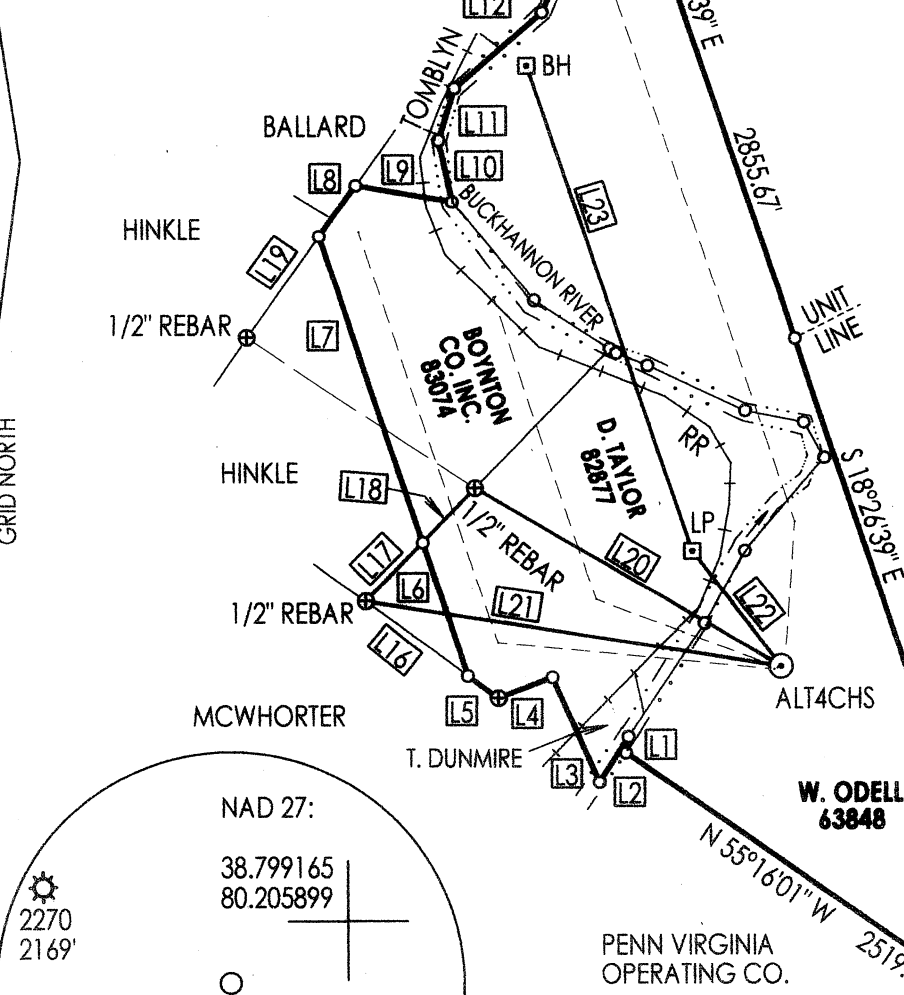 L12
39" E
BH
TOMBLYN
BALLARD
L11
L9
L10
L8
2855.67'
BUCKHANNON RIVER
L23
HINKLE
L19
1/2" REBAR
L7
UNIT
LINE
BOYNTON
CO. INC.
83074
D. TAYLOR
82877
RR
GRID NORTH
HINKLE
L18
S 18°26'39" E
1/2" REBAR
LP
L17
L20
L6
L21
L22
1/2" REBAR
L16
ALT4CHS
MCWHORTER
L5
L4
T. DUNMIRE
L1
L3
L2
W. ODELL
63848
NAD 27:
38.799165
80.205899
N 55°16'01" W
2519.
2270
2169'
PENN VIRGINIA
OPERATING CO.